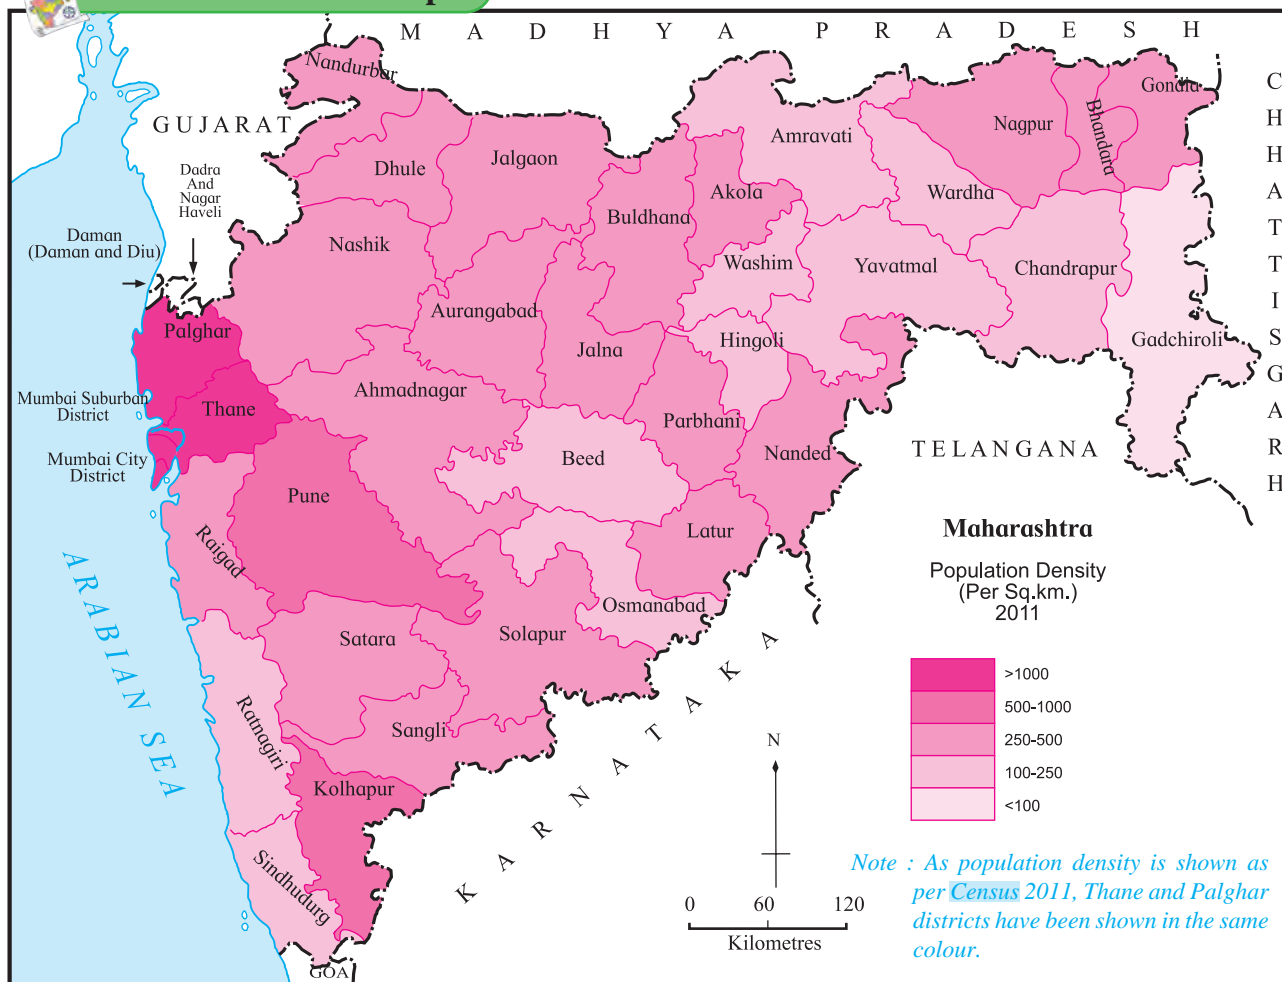 M A D H Y A P R A D E S H
C H H A T T I S G A R H
GUJARAT
Nandurbar
Dhule
Jalgaon
Amravati
Nagpur
Bhandara
Gondia
Dadra
And
Nagar
Haveli
Daman
(Daman and Diu)
Nashik
Buldhana
Akola
Wardha
Washim
Yavatmal
Chandrapur
Gadchiroli
Palghar
Aurangabad
Jalna
Hingoli
Mumbai Suburban
District
Thane
Ahmadnagar
Parbhani
Nanded
TELANGANA
Mumbai City
District
Pune
Beed
Latur
Raigad
Osmanabad
Satara
Solapur
Ratnagiri
Sangli
Kolhapur
Sindhudurg
GOA
ARABIAN SEA
K A R N A T A K A
Maharashtra
Population Density
(Per Sq.km.)
2011
>1000
500-1000
250-500
100-250
<100
N
0 60 120
Kilometres
Note : As population density is shown as
per Census 2011, Thane and Palghar
districts have been shown in the same
colour.